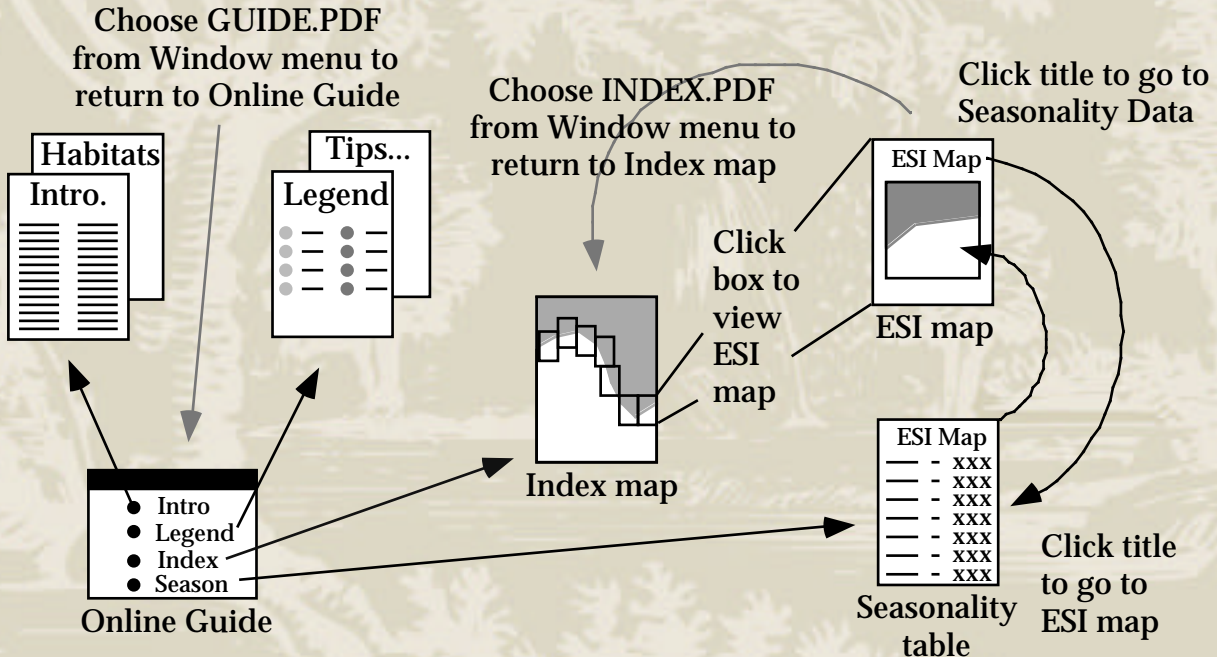 Choose GUIDE.PDF
from Window menu to
return to Online Guide
Habitats
Intro.
Tips...
Legend
Choose INDEX.PDF
from Window menu to
return to Index map
Click title to go to
Seasonality Data
ESI Map
ESI map
Click
box to
view
ESI
map
Index map
Intro
Legend
Index
Season
Online Guide
ESI Map
- xxx
- xxx
- xxx
- xxx
- xxx
- xxx
- xxx
Seasonality
table
Click title
to go to
ESI map